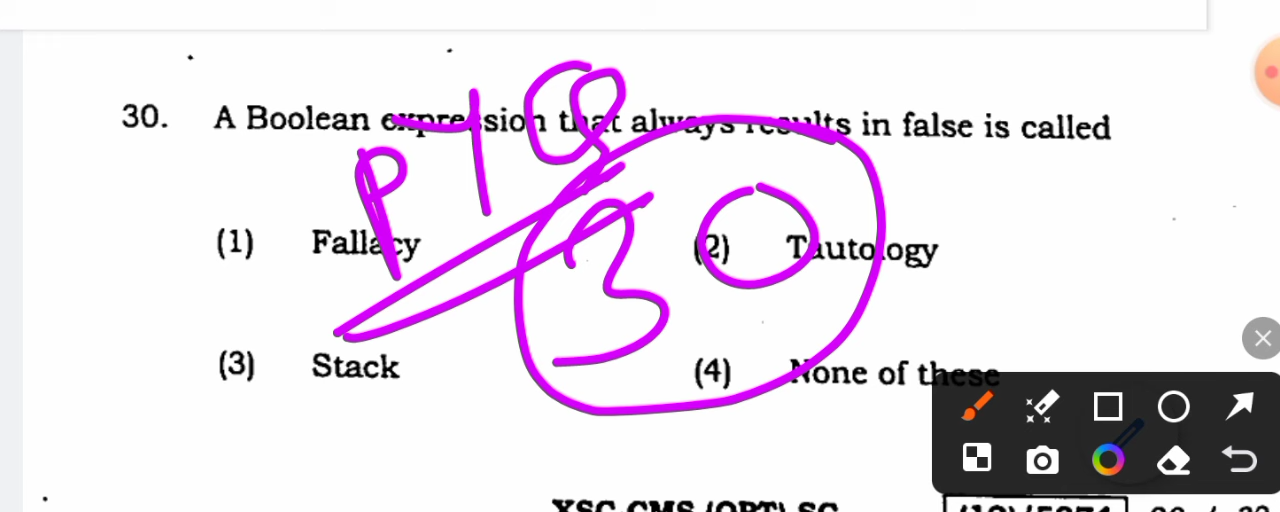 30. A Boolean expression that always results in false is called
PYQ
(1) Fallacy (2) Tautology
30
(3) Stack (4) None of these